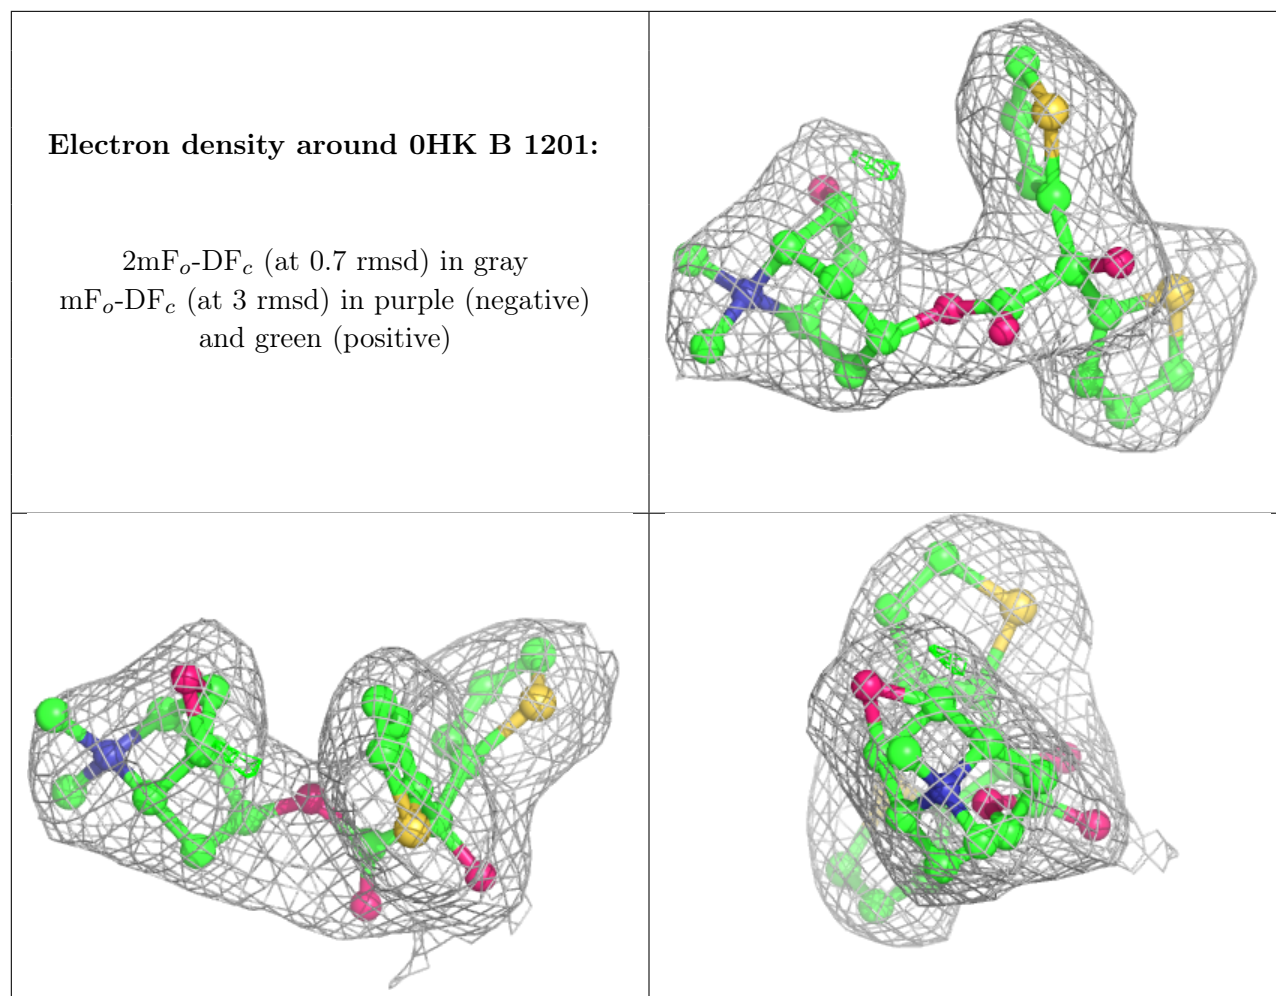 Electron density around 0HK B 1201:
2mFo-DFc (at 0.7 rmsd) in gray
mFo-DFc (at 3 rmsd) in purple (negative)
and green (positive)